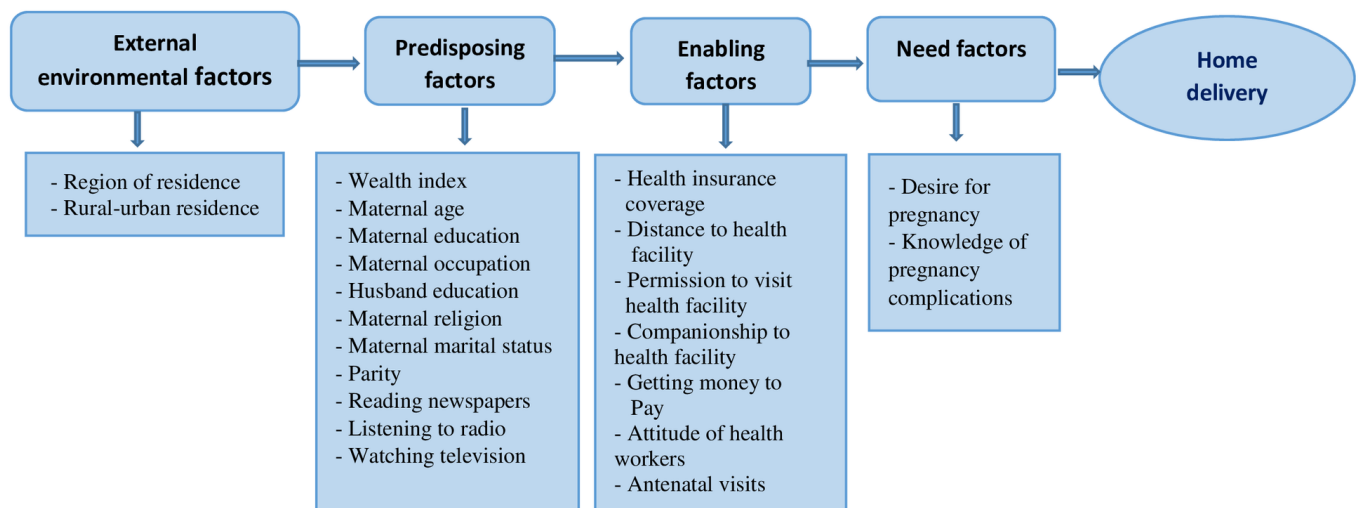 External
environmental factors
Predisposing
factors
Enabling
factors
Need factors
Home
delivery
- Region of residence
- Rural-urban residence
- Wealth index
- Maternal age
- Maternal education
- Maternal occupation
- Husband education
- Maternal religion
- Maternal marital status
- Parity
- Reading newspapers
- Listening to radio
- Watching television
- Health insurance
coverage
- Distance to health
facility
- Permission to visit
health facility
- Companionship to
health facility
- Getting money to
Pay
- Attitude of health
workers
- Antenatal visits
- Desire for
pregnancy
- Knowledge of
pregnancy
complications